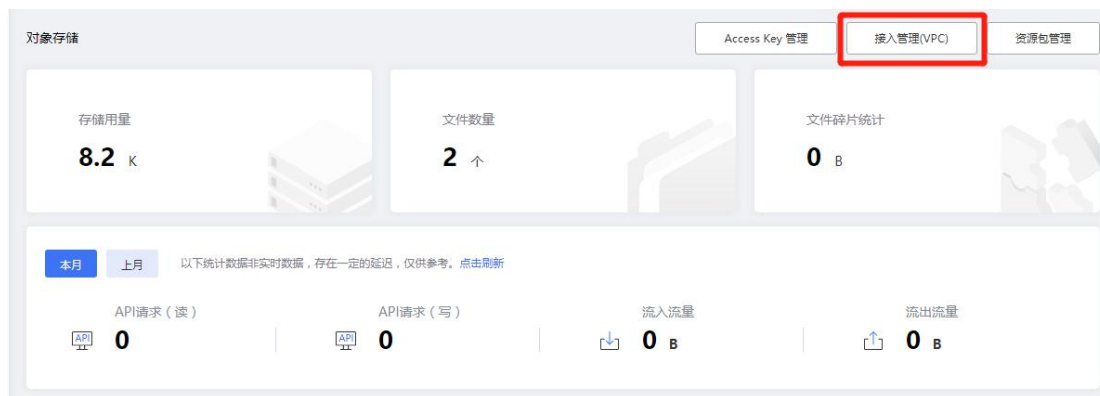 对象存储 Access Key 管理 接入管理(VPC) 资源包管理
存储用量 文件数量 文件碎片统计
8.2 K 2 个 0 B
本月 上月 以下统计数据非实时数据，存在一定的延迟，仅供参考。点击刷新
API请求（读） API请求（写） 流入流量 流出流量
API 0 API 0 0 B 0 B